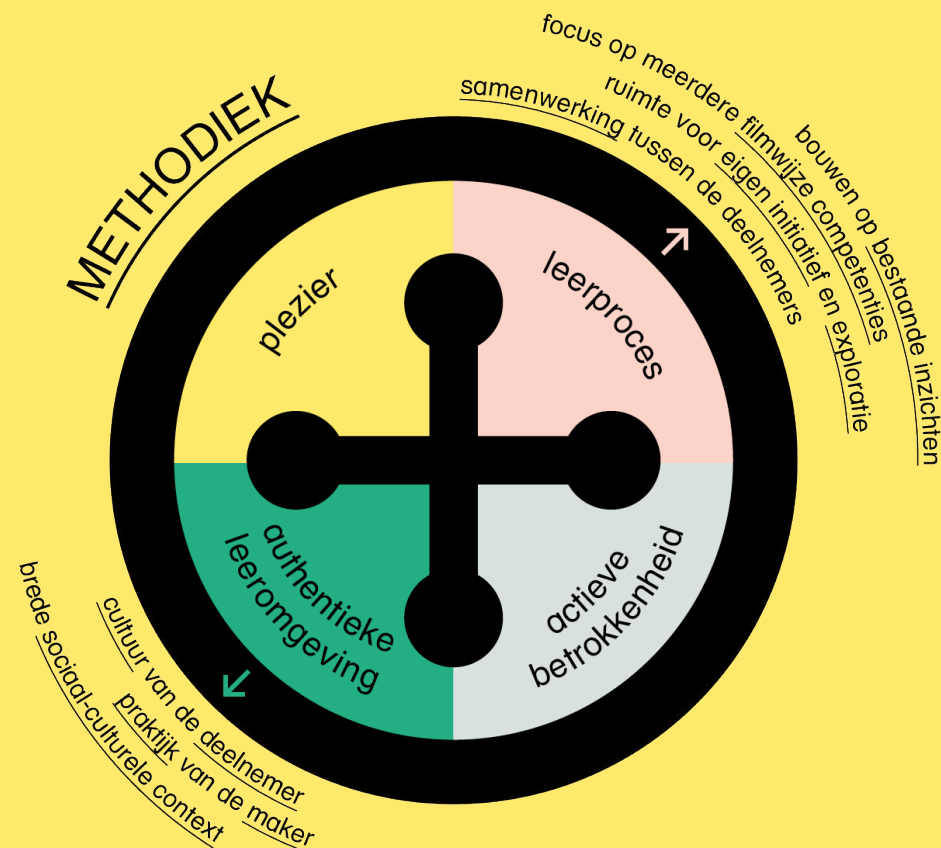 METHODIEK
focus op meerdere filmwijze competenties
ruimte voor eigen initiatief en exploratie
samenwerking tussen de deelnemers
bouwen op bestaande inzichten
plezier
leerproces
authentieke
leeromgeving
actieve
betrokkenheid
cultuur van de deelnemer
praktijk van de maker
brede sociaal-culturele context